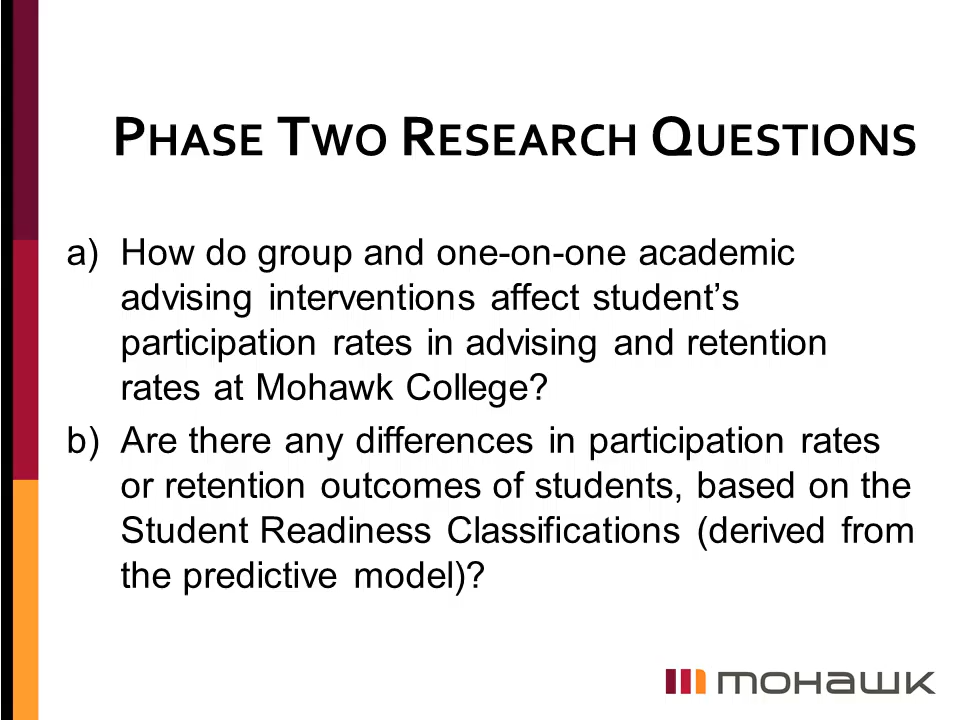 PHASE TWO RESEARCH QUESTIONS
a) How do group and one-on-one academic
advising interventions affect student’s
participation rates in advising and retention
rates at Mohawk College?
b) Are there any differences in participation rates
or retention outcomes of students, based on the
Student Readiness Classifications (derived from
the predictive model)?
mohawk